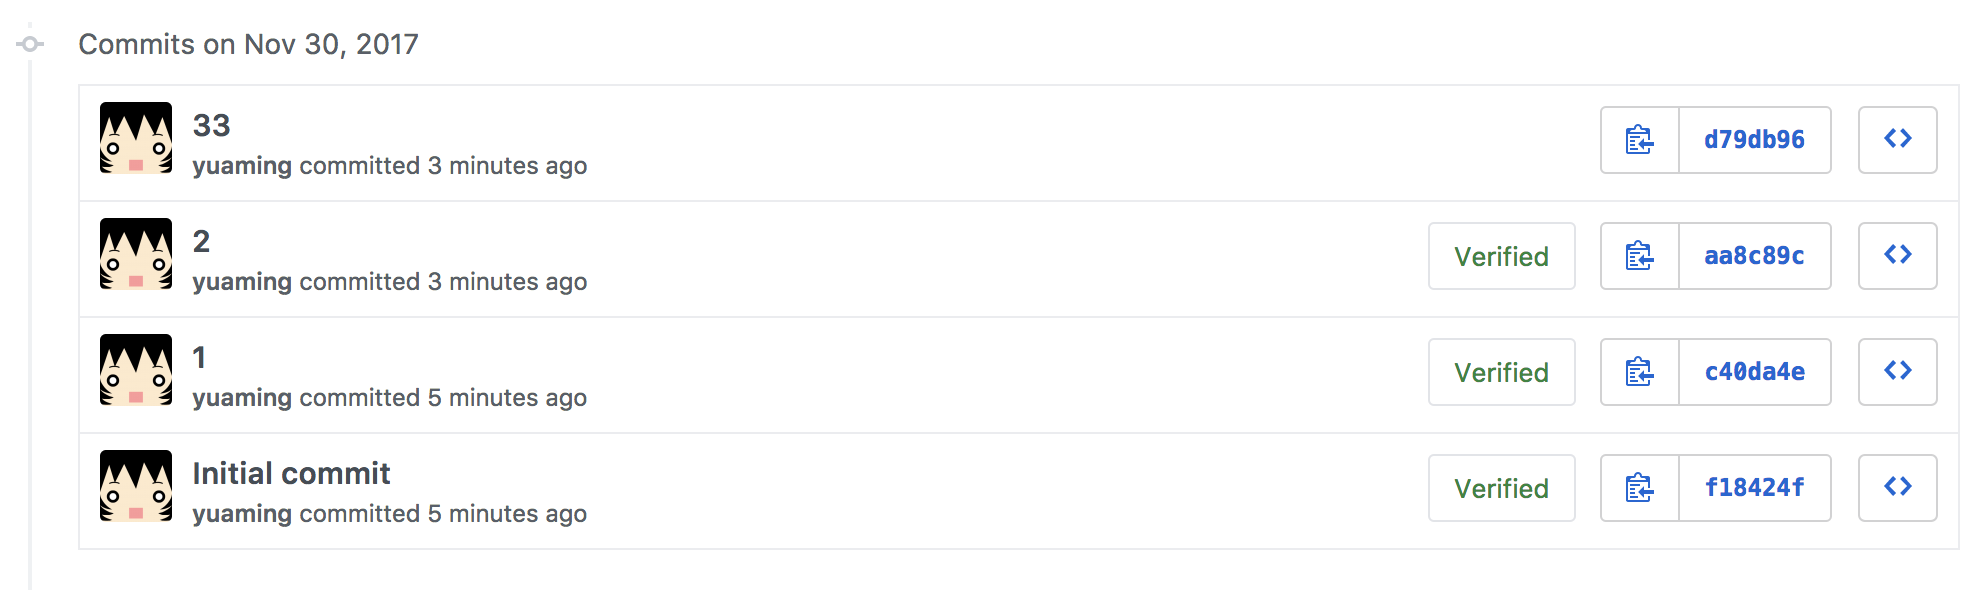 Commits on Nov 30, 2017
33
yuaming committed 3 minutes ago
d79db96
2
yuaming committed 3 minutes ago
Verified
aa8c89c
1
yuaming committed 5 minutes ago
Verified
c40da4e
Initial commit
yuaming committed 5 minutes ago
Verified
f18424f